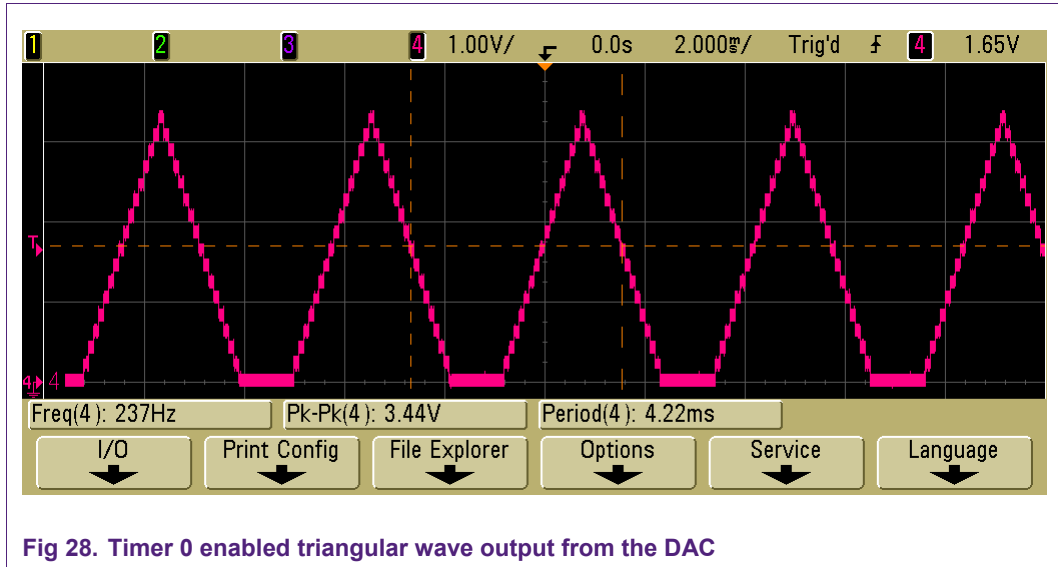 1 2 3 4 1.00V/ 0.0s 2.000ms/ Trig'd 4 1.65V
T
4 4
Freq(4): 237Hz Pk-Pk(4): 3.44V Period(4): 4.22ms
I/O Print Config File Explorer Options Service Language
Fig 28. Timer 0 enabled triangular wave output from the DAC